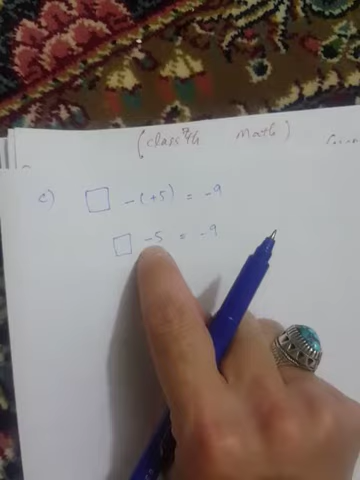 (class 7th Math)
c) □ -(+5) = -9
□ -5 = -9